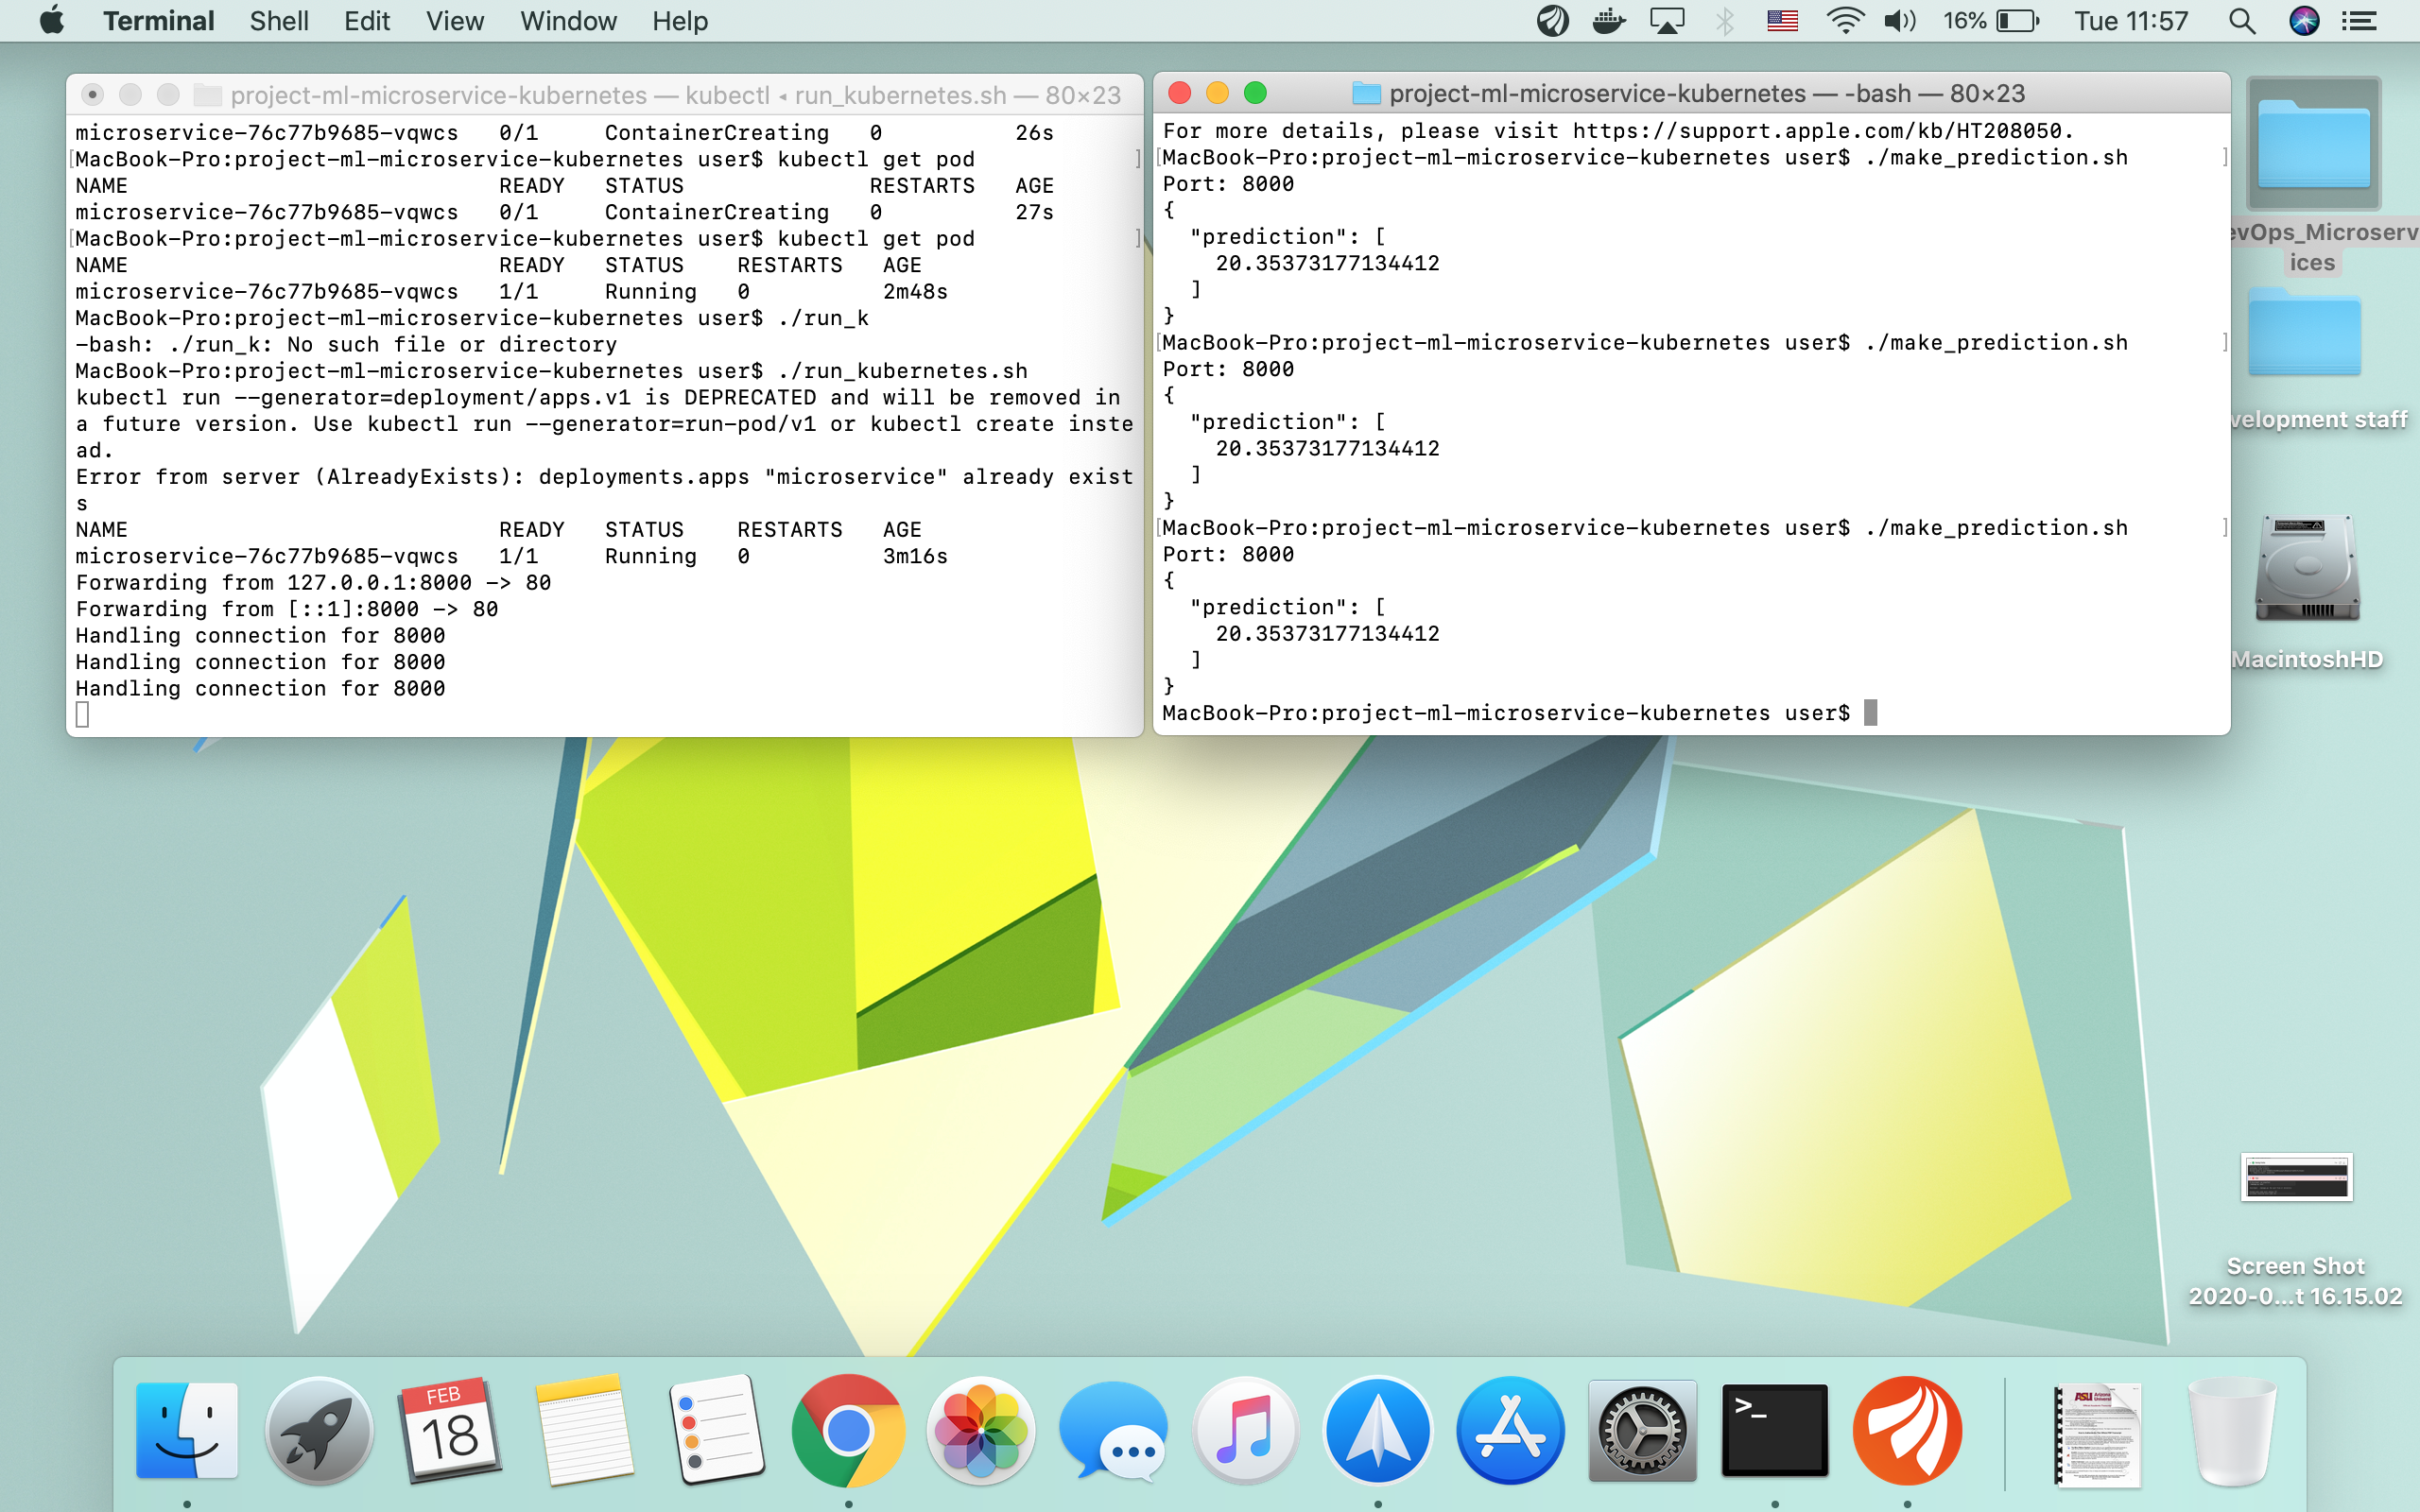 Terminal Shell Edit View Window Help 16% Tue 11:57
project-ml-microservice-kubernetes — kubectl ◂ run_kubernetes.sh — 80×23
microservice-76c77b9685-vqwcs 0/1 ContainerCreating 0 26s
[MacBook-Pro:project-ml-microservice-kubernetes user$ kubectl get pod ]
NAME READY STATUS RESTARTS AGE
microservice-76c77b9685-vqwcs 0/1 ContainerCreating 0 27s
[MacBook-Pro:project-ml-microservice-kubernetes user$ kubectl get pod ]
NAME READY STATUS RESTARTS AGE
microservice-76c77b9685-vqwcs 1/1 Running 0 2m48s
MacBook-Pro:project-ml-microservice-kubernetes user$ ./run_k
-bash: ./run_k: No such file or directory
MacBook-Pro:project-ml-microservice-kubernetes user$ ./run_kubernetes.sh
kubectl run --generator=deployment/apps.v1 is DEPRECATED and will be removed in
a future version. Use kubectl run --generator=run-pod/v1 or kubectl create inste
ad.
Error from server (AlreadyExists): deployments.apps "microservice" already exist
s
NAME READY STATUS RESTARTS AGE
microservice-76c77b9685-vqwcs 1/1 Running 0 3m16s
Forwarding from 127.0.0.1:8000 -> 80
Forwarding from [::1]:8000 -> 80
Handling connection for 8000
Handling connection for 8000
Handling connection for 8000
project-ml-microservice-kubernetes — -bash — 80×23
For more details, please visit https://support.apple.com/kb/HT208050.
[MacBook-Pro:project-ml-microservice-kubernetes user$ ./make_prediction.sh ]
Port: 8000
{
"prediction": [
20.35373177134412
]
}
[MacBook-Pro:project-ml-microservice-kubernetes user$ ./make_prediction.sh ]
Port: 8000
{
"prediction": [
20.35373177134412
]
}
[MacBook-Pro:project-ml-microservice-kubernetes user$ ./make_prediction.sh ]
Port: 8000
{
"prediction": [
20.35373177134412
]
}
MacBook-Pro:project-ml-microservice-kubernetes user$
evOps_Microserv
ices
velopment staff
MacintoshHD
Screen Shot
2020-0...t 16.15.02
FEB
18
>_
ASU